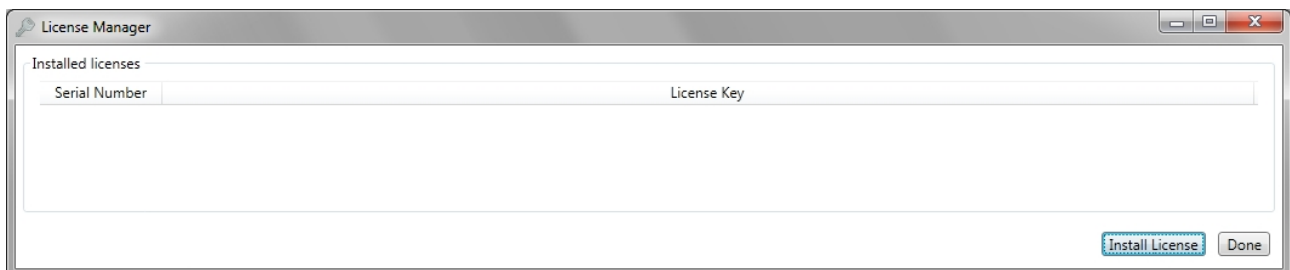 License Manager
Installed licenses
Serial Number License Key
Install License Done